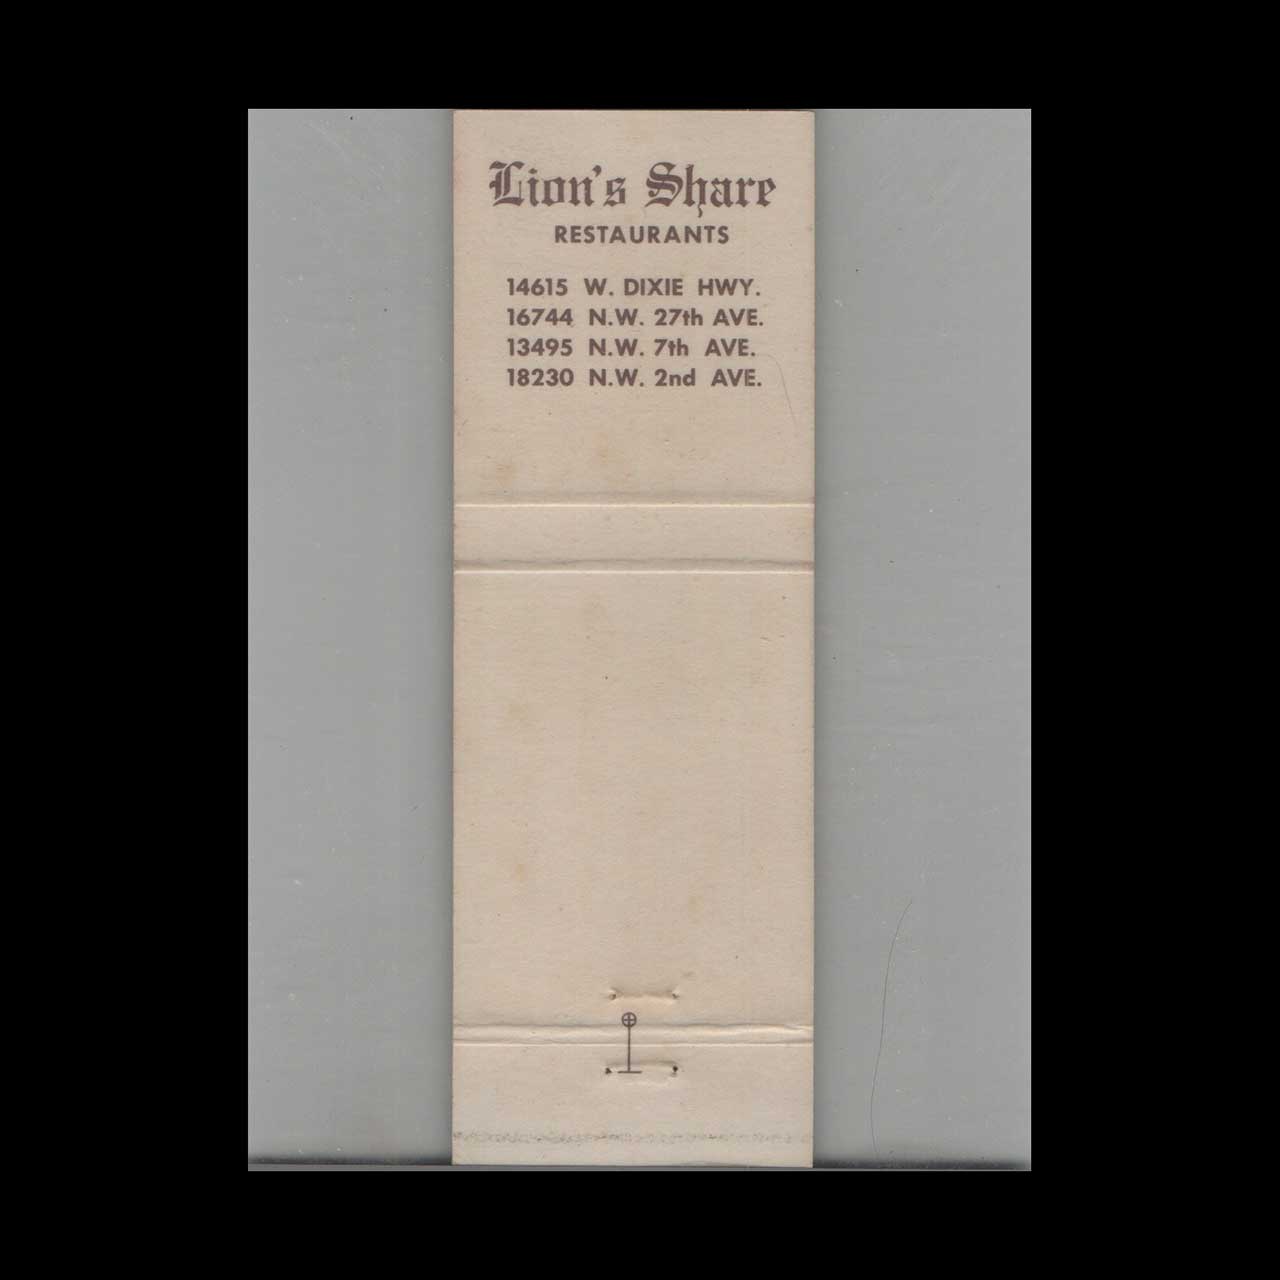 Lion's Share
RESTAURANTS
14615 W. DIXIE HWY.
16744 N.W. 27th AVE.
13495 N.W. 7th AVE.
18230 N.W. 2nd AVE.